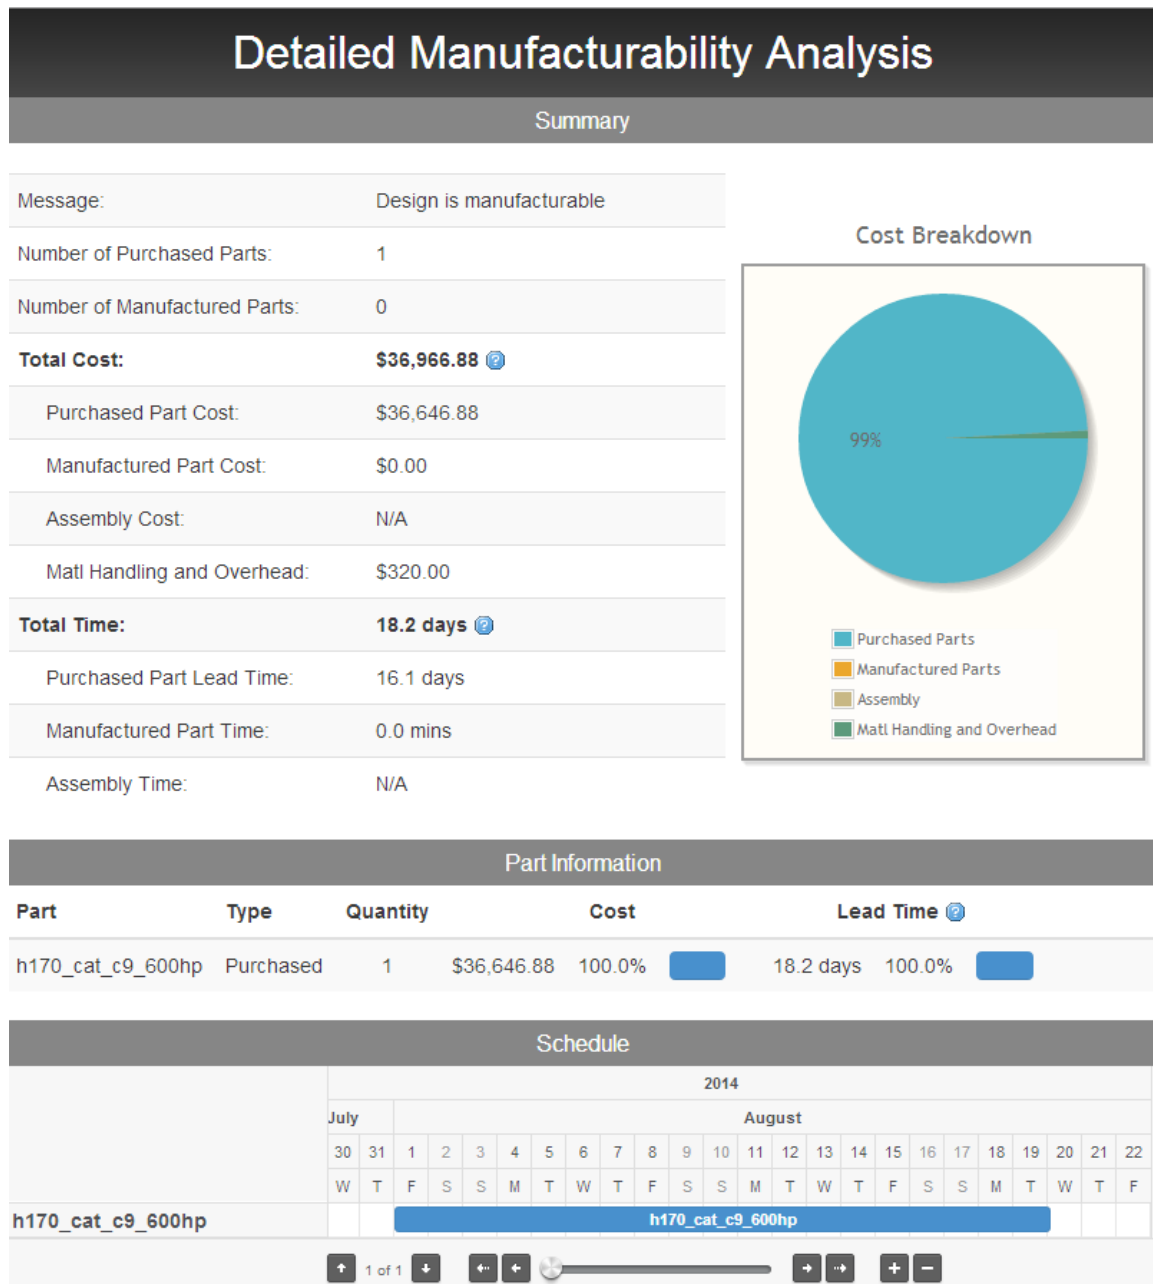 Detailed Manufacturability Analysis
Summary
Message: Design is manufacturable
Number of Purchased Parts: 1
Number of Manufactured Parts: 0
Total Cost: $36,966.88
Purchased Part Cost: $36,646.88
Manufactured Part Cost: $0.00
Assembly Cost: N/A
Matl Handling and Overhead: $320.00
Total Time: 18.2 days
Purchased Part Lead Time: 16.1 days
Manufactured Part Time: 0.0 mins
Assembly Time: N/A
Cost Breakdown
99%
Purchased Parts
Manufactured Parts
Assembly
Matl Handling and Overhead
Part Information
Part Type Quantity Cost Lead Time
h170_cat_c9_600hp Purchased 1 $36,646.88 100.0% 18.2 days 100.0%
Schedule
2014
July August
30 31 1 2 3 4 5 6 7 8 9 10 11 12 13 14 15 16 17 18 19 20 21 22
W T F S S M T W T F S S M T W T F S S M T W T F
h170_cat_c9_600hp h170_cat_c9_600hp
1 of 1